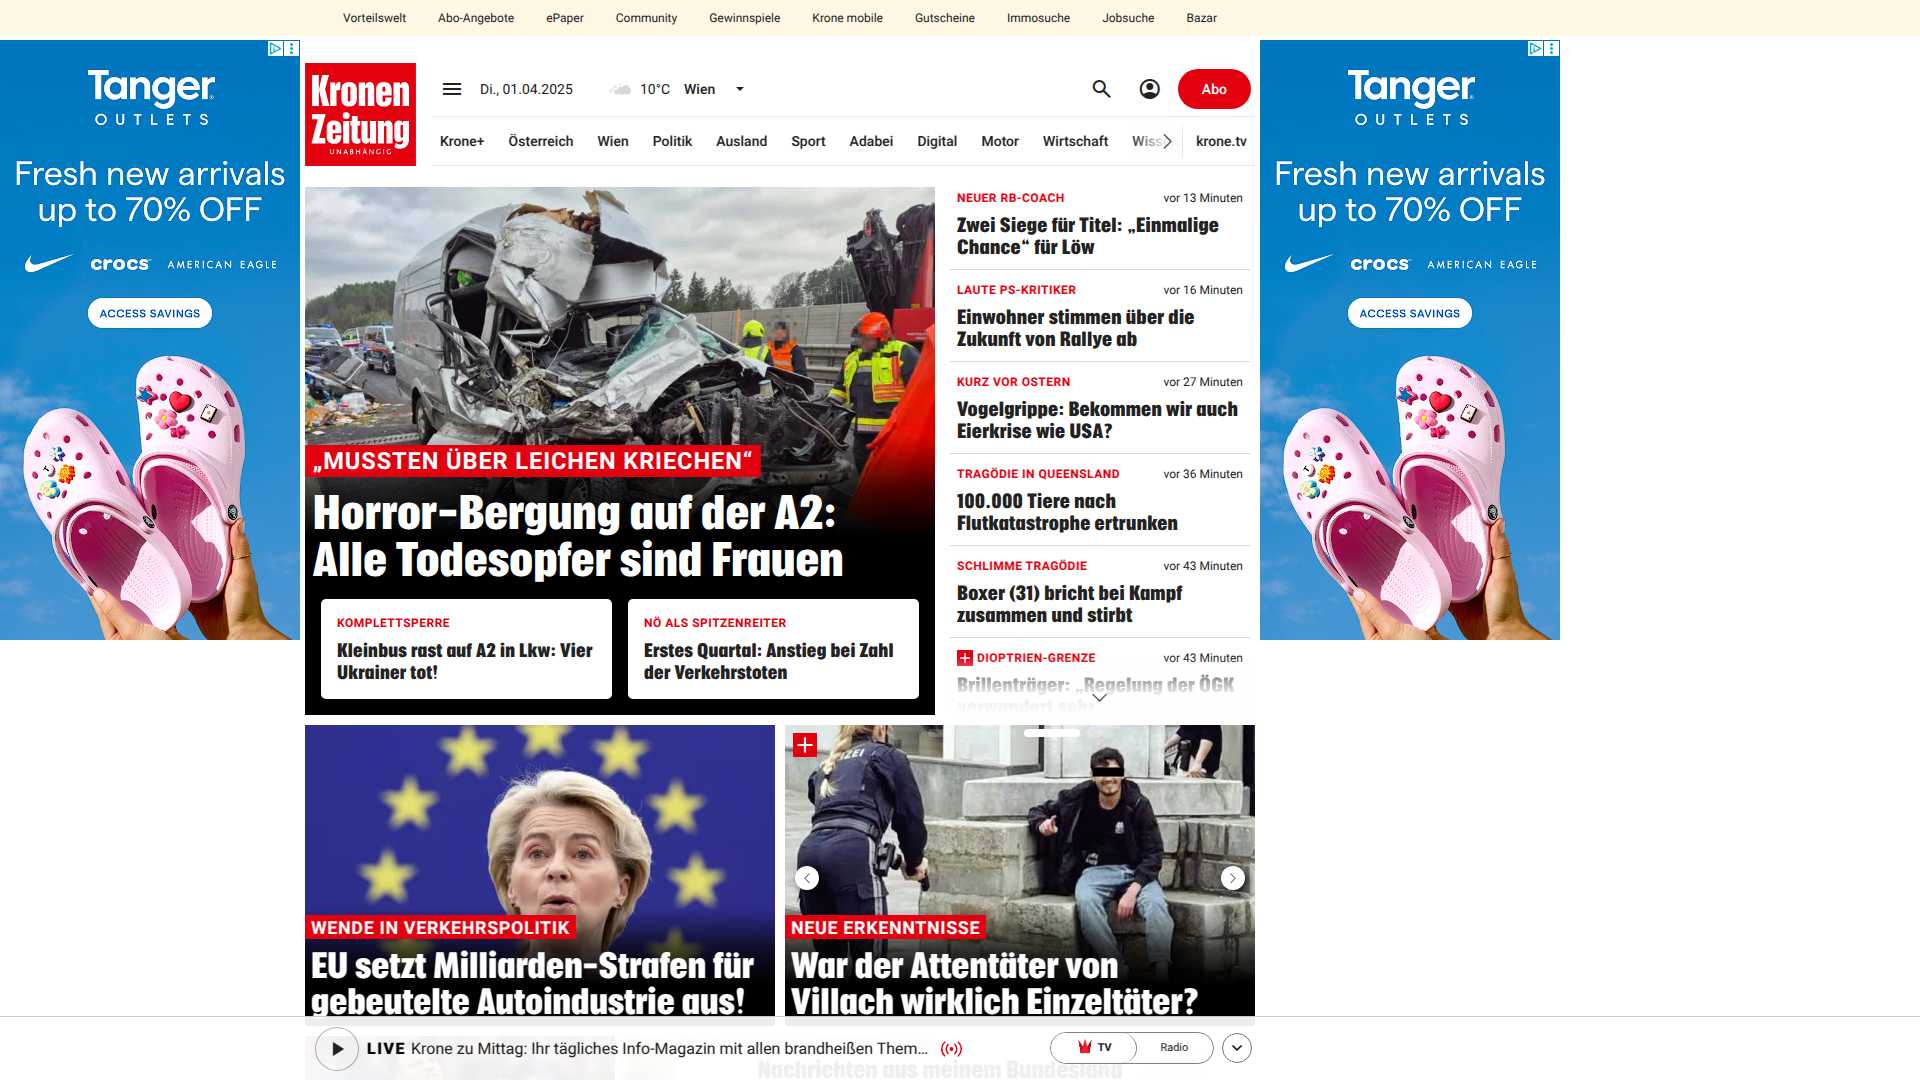 Vorteilswelt
Abo-Angebote
ePaper
Community
Gewinnspiele
Krone mobile
Gutscheine
Immosuche
Jobsuche
Bazar
Tanger
OUTLETS
Fresh new arrivals
up to 70% OFF
crocs
AMERICAN EAGLE
ACCESS SAVINGS
Kronen
Zeitung
UNABHÄNGIG
Di., 01.04.2025
10°C Wien
Abo
Krone+
Österreich
Wien
Politik
Ausland
Sport
Adabei
Digital
Motor
Wirtschaft
Wiss
krone.tv
„MUSSTEN ÜBER LEICHEN KRIECHEN“
Horror-Bergung auf der A2:
Alle Todesopfer sind Frauen
KOMPLETTSPERRE
Kleinbus rast auf A2 in Lkw: Vier
Ukrainer tot!
NÖ ALS SPITZENREITER
Erstes Quartal: Anstieg bei Zahl
der Verkehrstoten
NEUER RB-COACH vor 13 Minuten
Zwei Siege für Titel: „Einmalige
Chance“ für Löw
LAUTE PS-KRITIKER vor 16 Minuten
Einwohner stimmen über die
Zukunft von Rallye ab
KURZ VOR OSTERN vor 27 Minuten
Vogelgrippe: Bekommen wir auch
Eierkrise wie USA?
TRAGÖDIE IN QUEENSLAND vor 36 Minuten
100.000 Tiere nach
Flutkatastrophe ertrunken
SCHLIMME TRAGÖDIE vor 43 Minuten
Boxer (31) bricht bei Kampf
zusammen und stirbt
DIOPTRIEN-GRENZE vor 43 Minuten
Brillenträger: „Regelung der ÖGK
verwundert sehr
Tanger
OUTLETS
Fresh new arrivals
up to 70% OFF
crocs
AMERICAN EAGLE
ACCESS SAVINGS
WENDE IN VERKEHRSPOLITIK
EU setzt Milliarden-Strafen für
gebeutelte Autoindustrie aus!
NEUE ERKENNTNISSE
War der Attentäter von
Villach wirklich Einzeltäter?
LIVE Krone zu Mittag: Ihr tägliches Info-Magazin mit allen brandheißen Them...
TV
Radio
Nachrichten aus meinem Bundesland